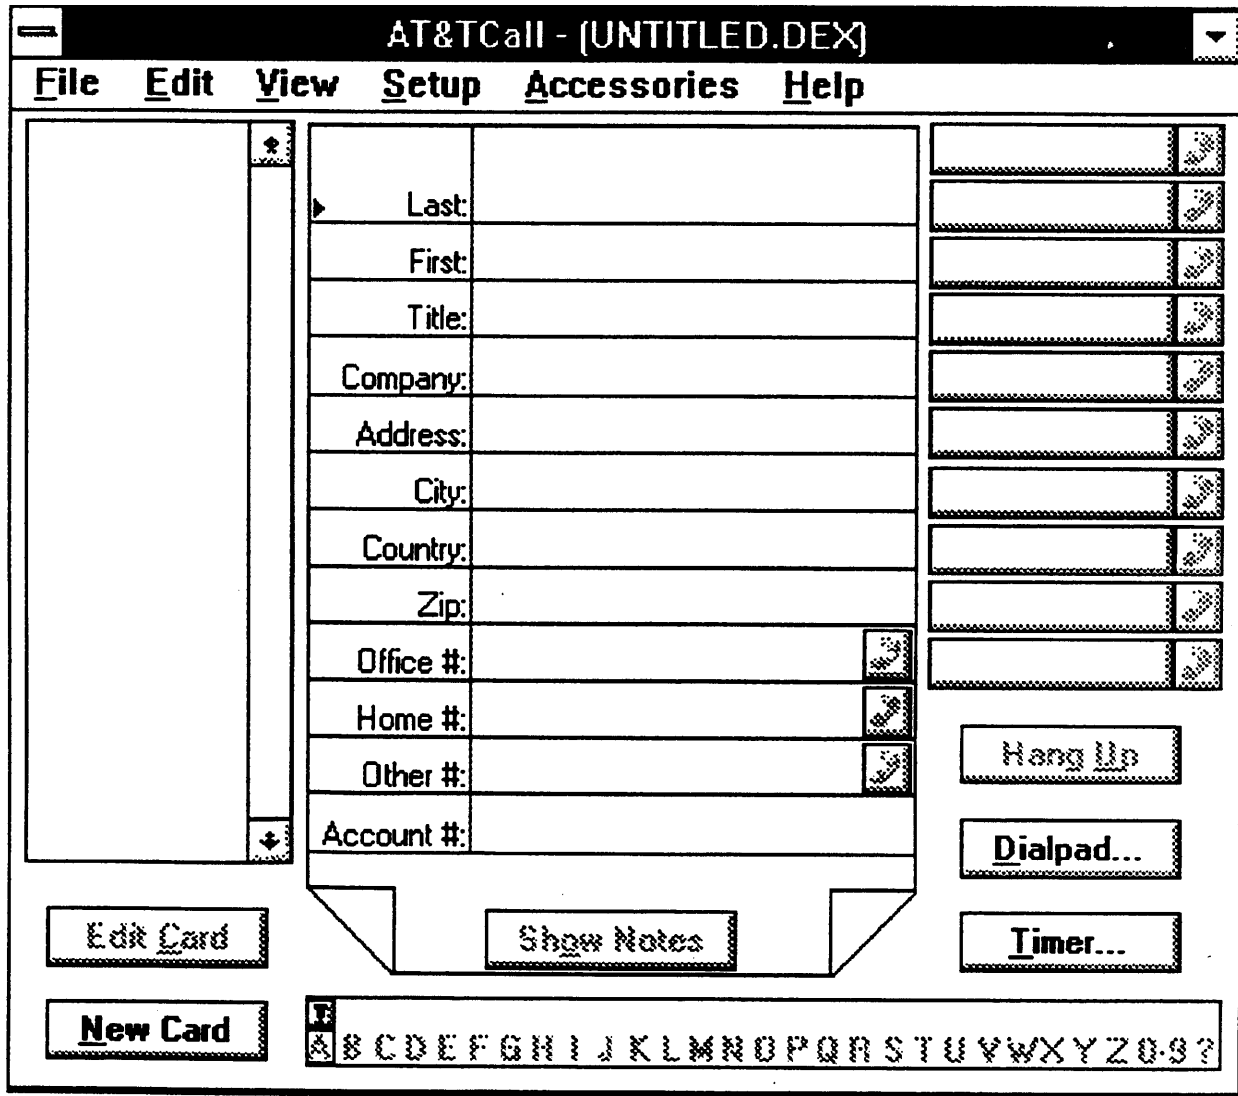 AT&TCall - [UNTITLED.DEX]
File Edit View Setup Accessories Help
Last:
First:
Title:
Company:
Address:
City:
Country:
Zip:
Office #:
Home #:
Other #:
Account #:
Hang Up
Dialpad...
Timer...
Edit Card
Show Notes
New Card
A B C D E F G H I J K L M N O P Q R S T U V W X Y Z 0-9 ?